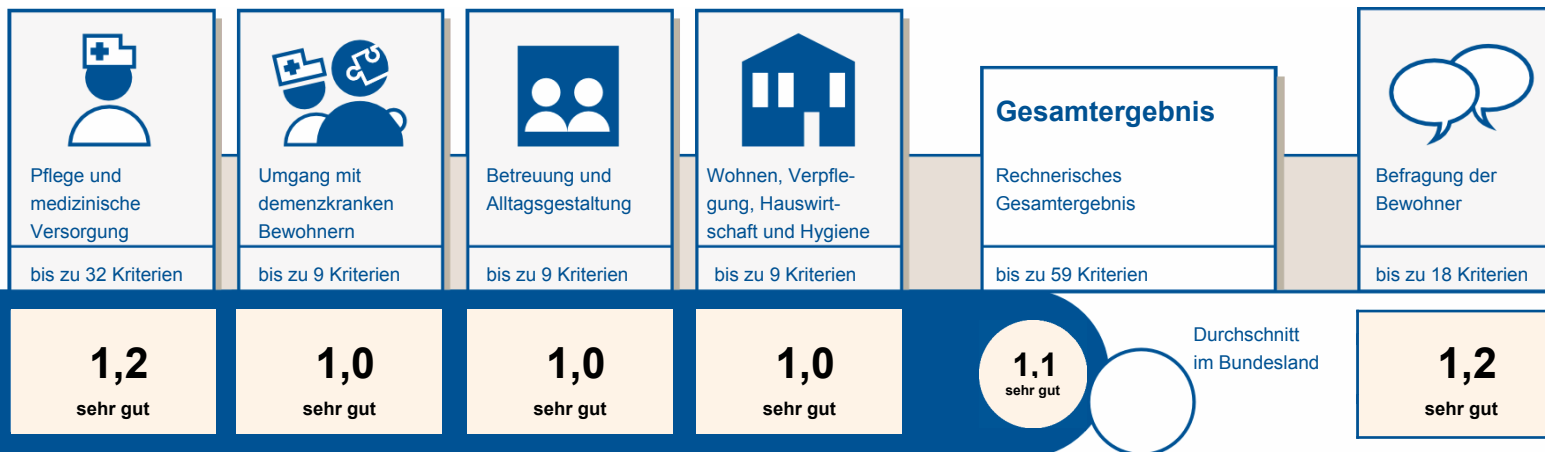 Pflege und
medizinische
Versorgung
bis zu 32 Kriterien
1,2
sehr gut
Umgang mit
demenzkranken
Bewohnern
bis zu 9 Kriterien
1,0
sehr gut
Betreuung und
Alltagsgestaltung
bis zu 9 Kriterien
1,0
sehr gut
Wohnen, Verpfle-
gung, Hauswirt-
schaft und Hygiene
bis zu 9 Kriterien
1,0
sehr gut
Gesamtergebnis
Rechnerisches
Gesamtergebnis
bis zu 59 Kriterien
1,1
sehr gut
Durchschnitt
im Bundesland
Befragung der
Bewohner
bis zu 18 Kriterien
1,2
sehr gut